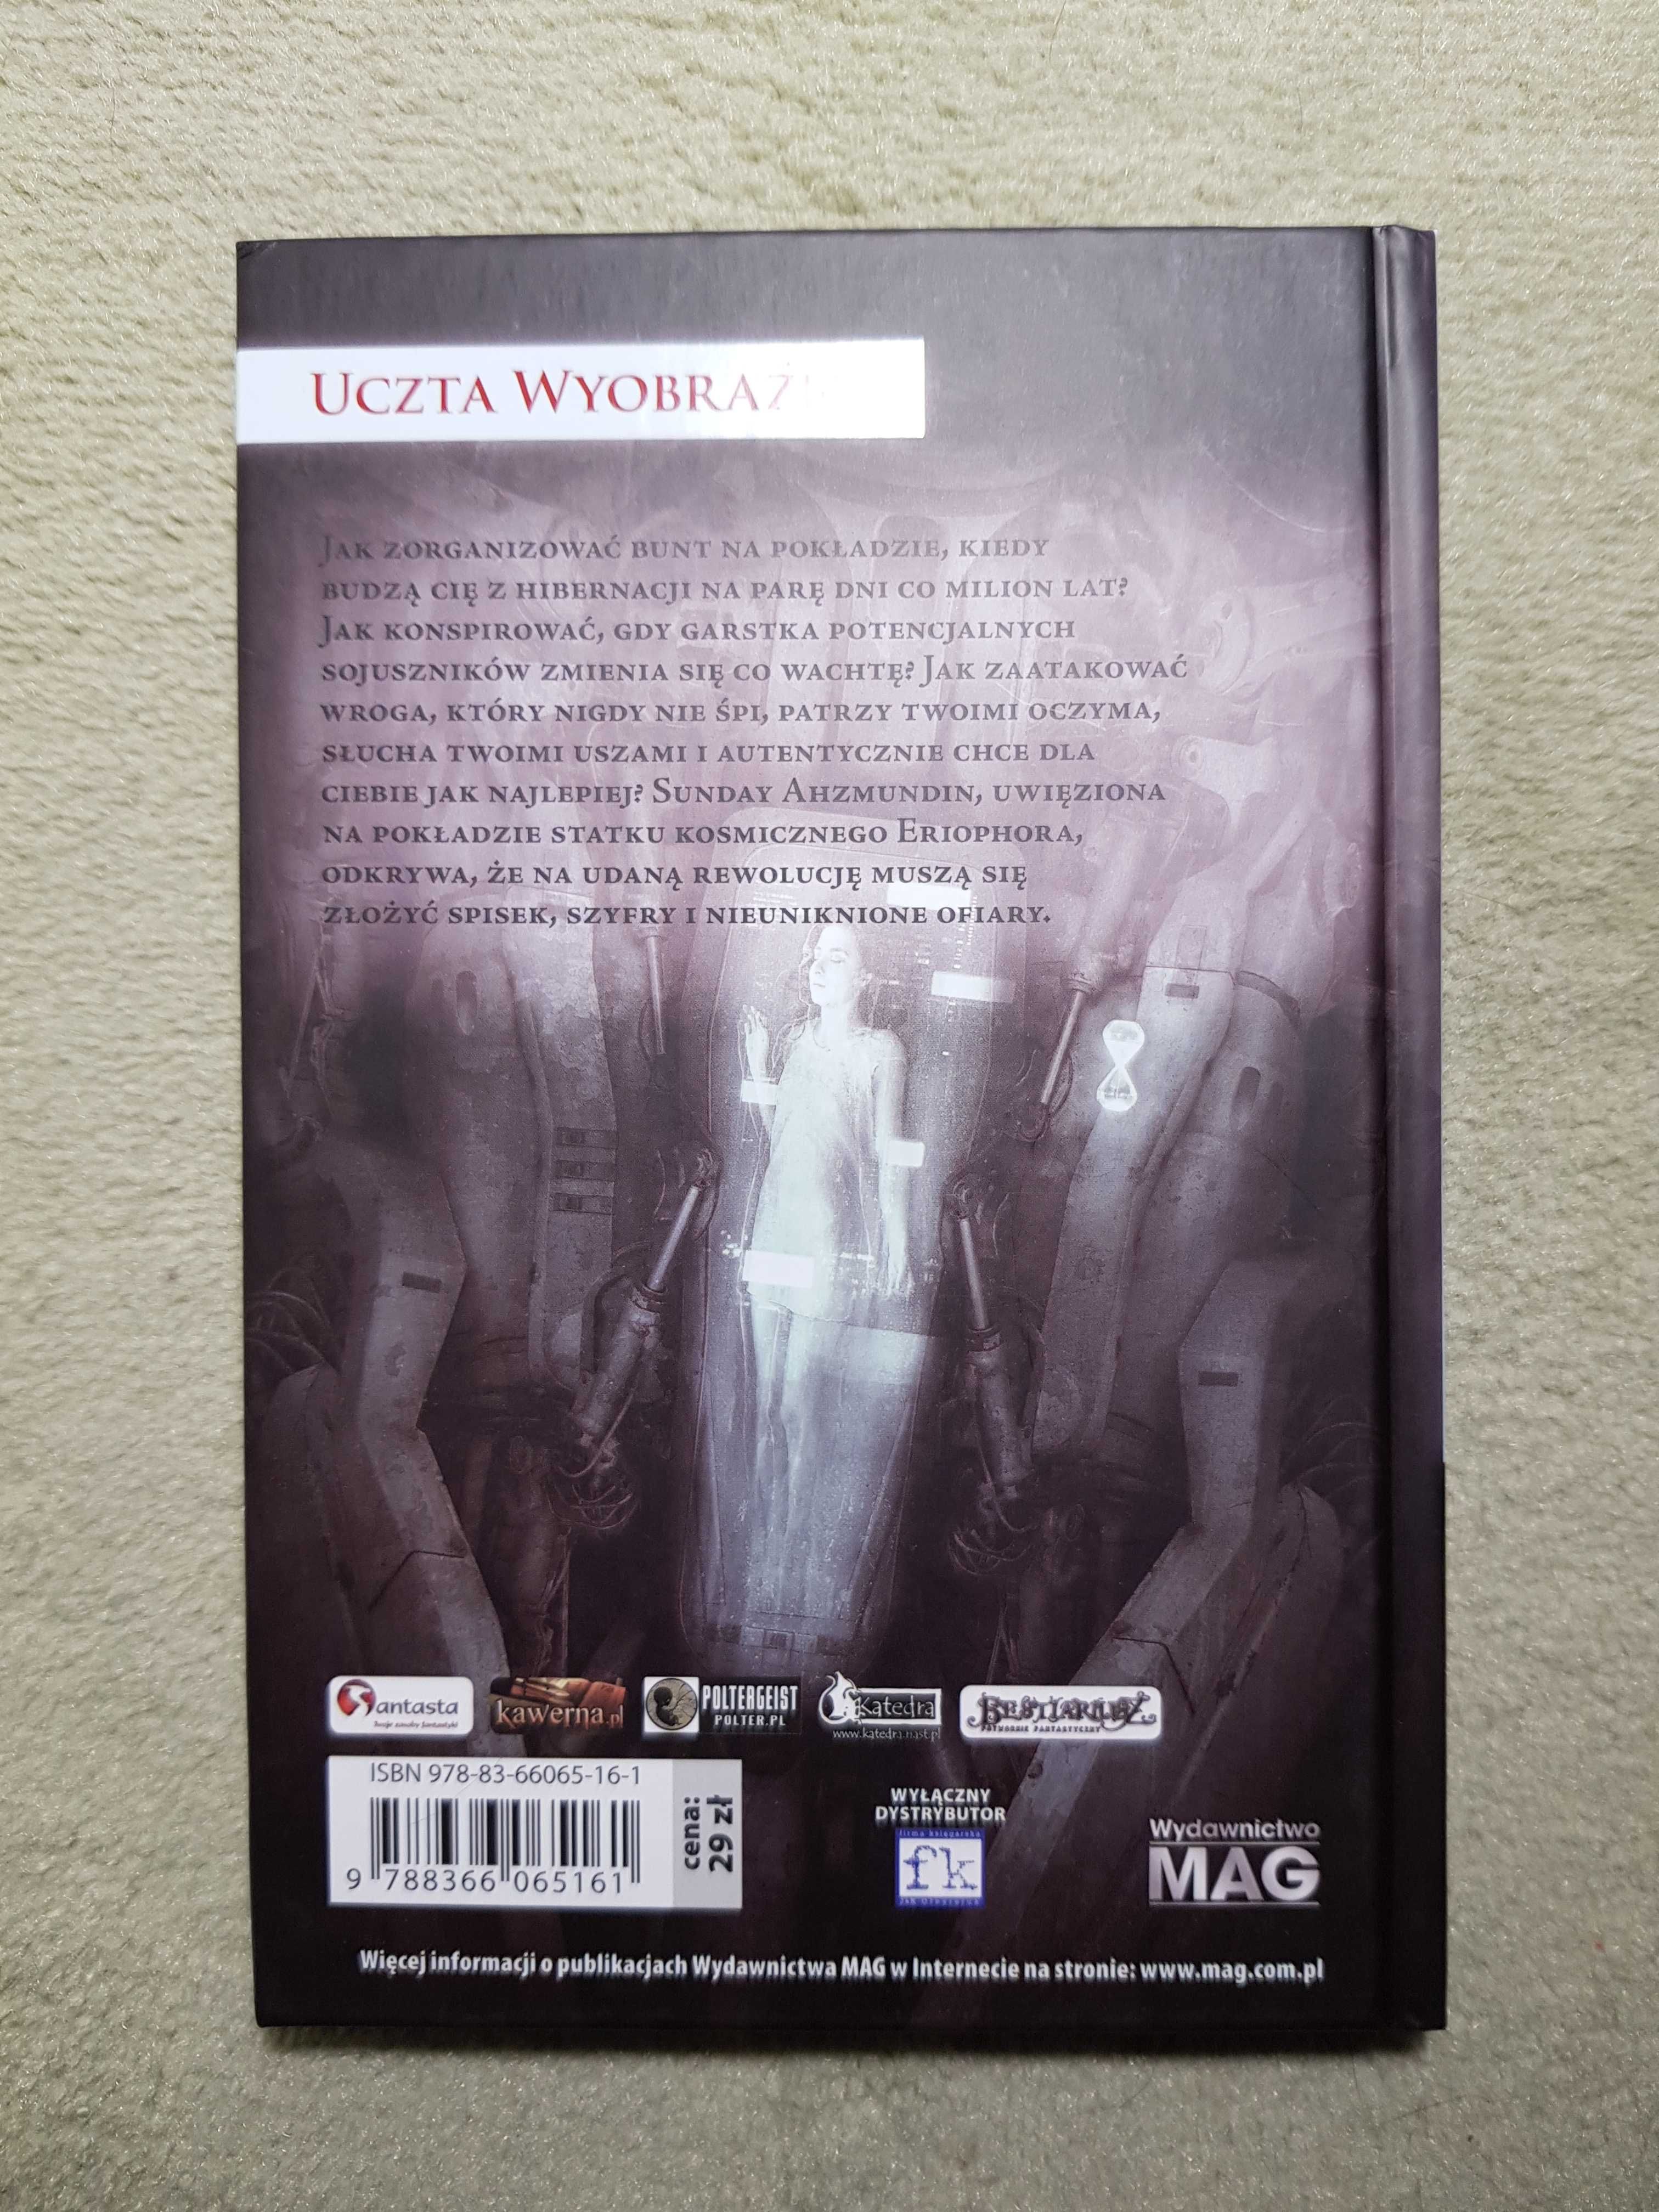 UCZTA WYOBRAŹ
JAK ZORGANIZOWAĆ BUNT NA POKŁADZIE, KIEDY
BUDZĄ CIĘ Z HIBERNACJI NA PARĘ DNI CO MILION LAT?
JAK KONSPIROWAĆ, GDY GARSTKA POTENCJALNYCH
SOJUSZNIKÓW ZMIENIA SIĘ CO WACHTĘ? JAK ZAATAKOWAĆ
WROGA, KTÓRY NIGDY NIE ŚPI, PATRZY TWOIMI OCZYMA,
SŁUCHA TWOIMI USZAMI I AUTENTYCZNIE CHCE DLA
CIEBIE JAK NAJLEPIEJ? SUNDAY AHZMUNDIN, UWIĘZIONA
NA POKŁADZIE STATKU KOSMICZNEGO ERIOPHORA,
ODKRYWA, ŻE NA UDANĄ REWOLUCJĘ MUSZĄ SIĘ
ZŁOŻYĆ SPISEK, SZYFRY I NIEUNIKNIONE OFIARY.
Fantasta
kawerna.pl
POLTERGEIST
POLTER.PL
Katedra
www.katedra.nast.pl
BESTIARIUSZ
ISBN 978-83-66065-16-1
9 788366 065161
cena:
29 zł
WYŁĄCZNY
DYSTRYBUTOR
firma księgarska
fk
Wydawnictwo
MAG
Więcej informacji o publikacjach Wydawnictwa MAG w Internecie na stronie: www.mag.com.pl